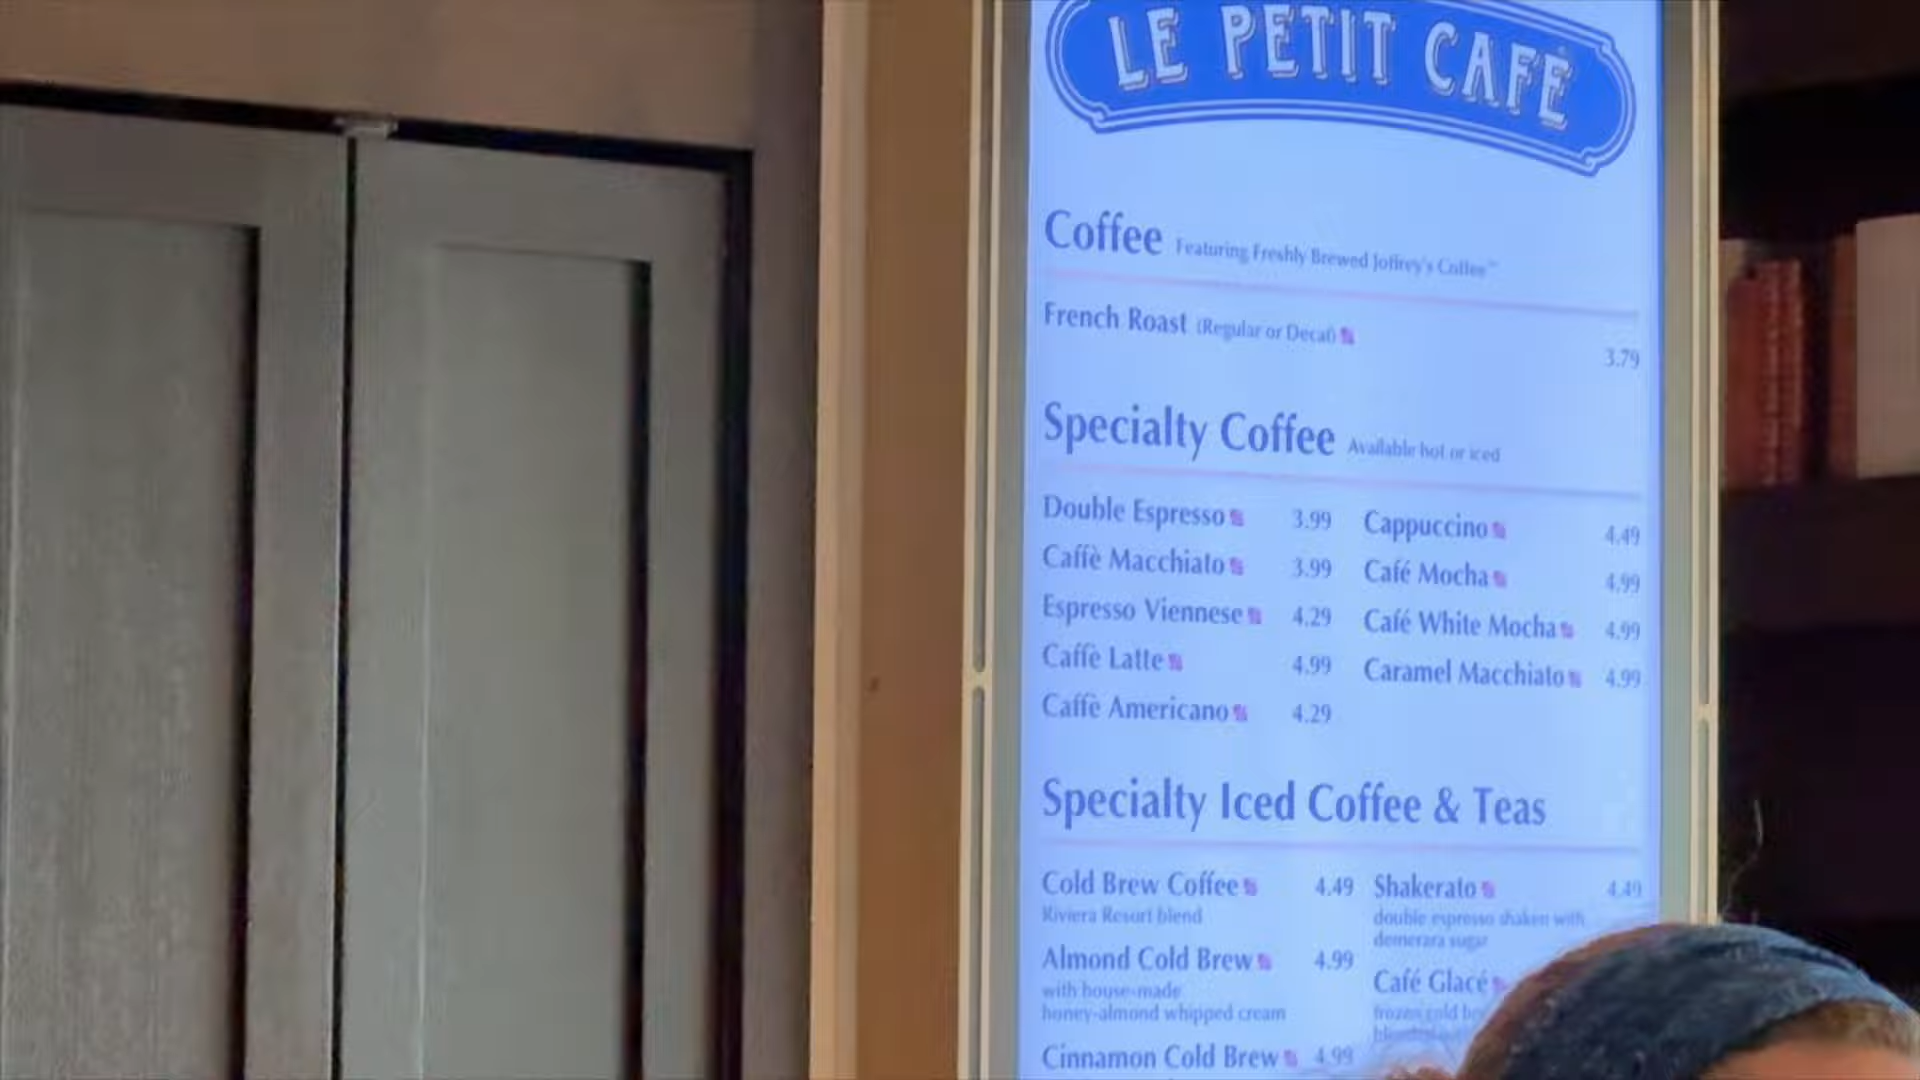 LE PETIT CAFÉ
Coffee Featuring Freshly Brewed Joffrey's Coffee™
French Roast (Regular or Decaf) 3.79
Specialty Coffee Available hot or iced
Double Espresso 3.99 Cappuccino 4.49
Caffè Macchiato 3.99 Café Mocha 4.99
Espresso Viennese 4.29 Café White Mocha 4.99
Caffè Latte 4.99 Caramel Macchiato 4.99
Caffè Americano 4.29
Specialty Iced Coffee & Teas
Cold Brew Coffee 4.49
Riviera Resort blend
Almond Cold Brew 4.99
with house-made
honey-almond whipped cream
Cinnamon Cold Brew 4.99
Shakerato 4.49
double espresso shaken with
demerara sugar
Café Glacé
frozen cold